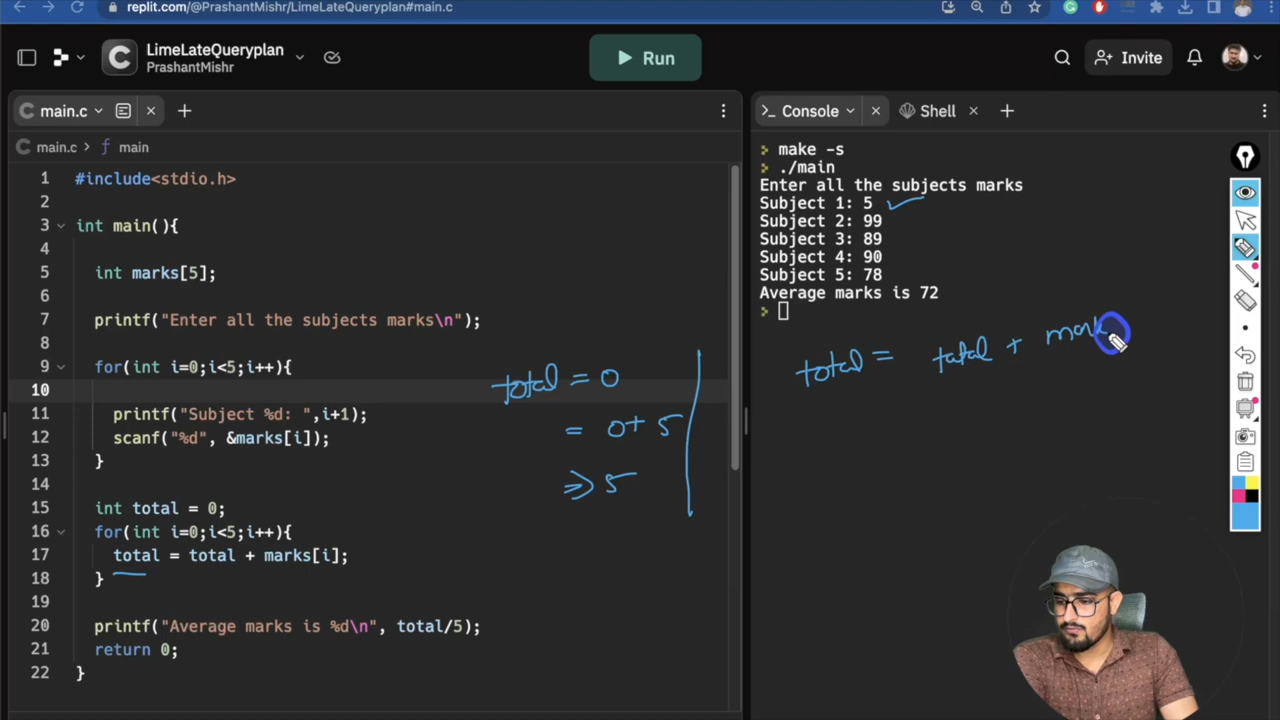 replit.com/@PrashantMishr/LimeLateQueryplan#main.c
LimeLateQueryplan
PrashantMishr
Run
Invite
main.c
main.c
main
1 #include<stdio.h>
2
3 int main(){
4
5 int marks[5];
6
7 printf("Enter all the subjects marks\n");
8
9 for(int i=0;i<5;i++){
10
11 printf("Subject %d: ",i+1);
12 scanf("%d", &marks[i]);
13 }
14
15 int total = 0;
16 for(int i=0;i<5;i++){
17 total = total + marks[i];
18 }
19
20 printf("Average marks is %d\n", total/5);
21 return 0;
22 }
total = 0
= 0+ 5
=> 5
>_ Console
Shell
make -s
./main
Enter all the subjects marks
Subject 1: 5
Subject 2: 99
Subject 3: 89
Subject 4: 90
Subject 5: 78
Average marks is 72
total = total + mark